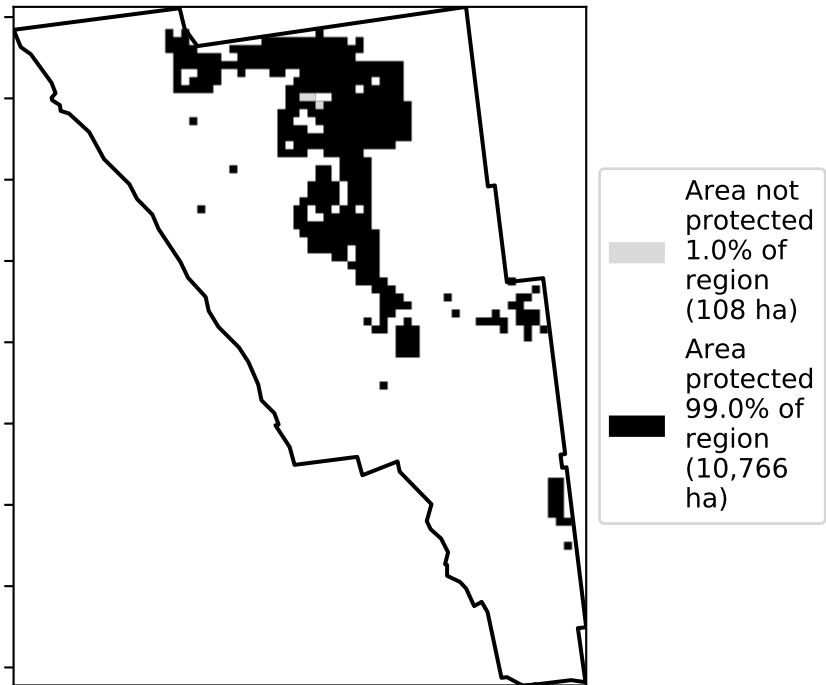 Area not
protected
1.0% of
region
(108 ha)
Area
protected
99.0% of
region
(10,766
ha)